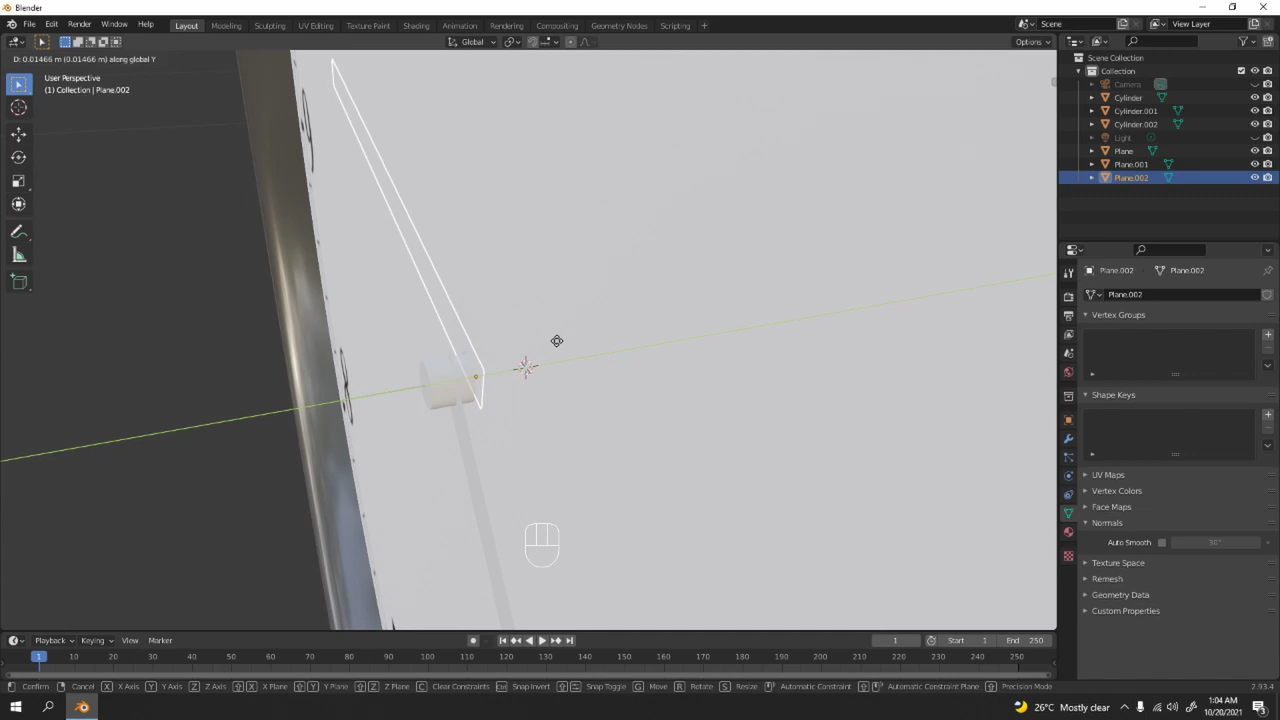 Blender
File Edit Render Window Help Layout Modeling Sculpting UV Editing Texture Paint Shading Animation Rendering Compositing Geometry Nodes Scripting + Scene View Layer
Global Options
D: 0.01466 m (0.01466 m) along global Y
User Perspective
(1) Collection | Plane.002
Scene Collection
Collection
Camera
Cylinder
Cylinder.001
Cylinder.002
Light
Plane
Plane.001
Plane.002
Plane.002 Plane.002
Plane.002
Vertex Groups
Shape Keys
UV Maps
Vertex Colors
Face Maps
Normals
Auto Smooth 30°
Texture Space
Remesh
Geometry Data
Custom Properties
Playback Keying View Marker 1 Start 1 End 250
1 10 20 30 40 50 60 70 80 90 100 110 120 130 140 150 160 170 180 190 200 210 220 230 240 250
Confirm Cancel X X Axis Y Y Axis Z Z Axis X X Plane Y Y Plane Z Z Plane C Clear Constraints Snap Invert Snap Toggle G Move R Rotate S Resize Automatic Constraint Automatic Constraint Plane Precision Mode 2.93.4
26°C Mostly clear 1:04 AM
10/20/2021